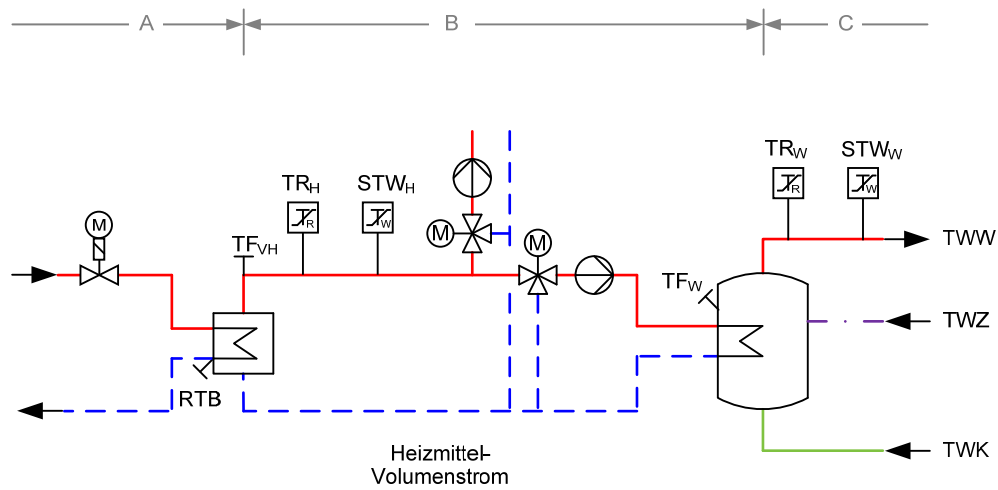 A B C
M
TR_H
R
STW_H
W
TF_VH
M
M
TR_W
R
STW_W
W
TWW
TF_W
TWZ
RTB
TWK
Heizmittel-
Volumenstrom